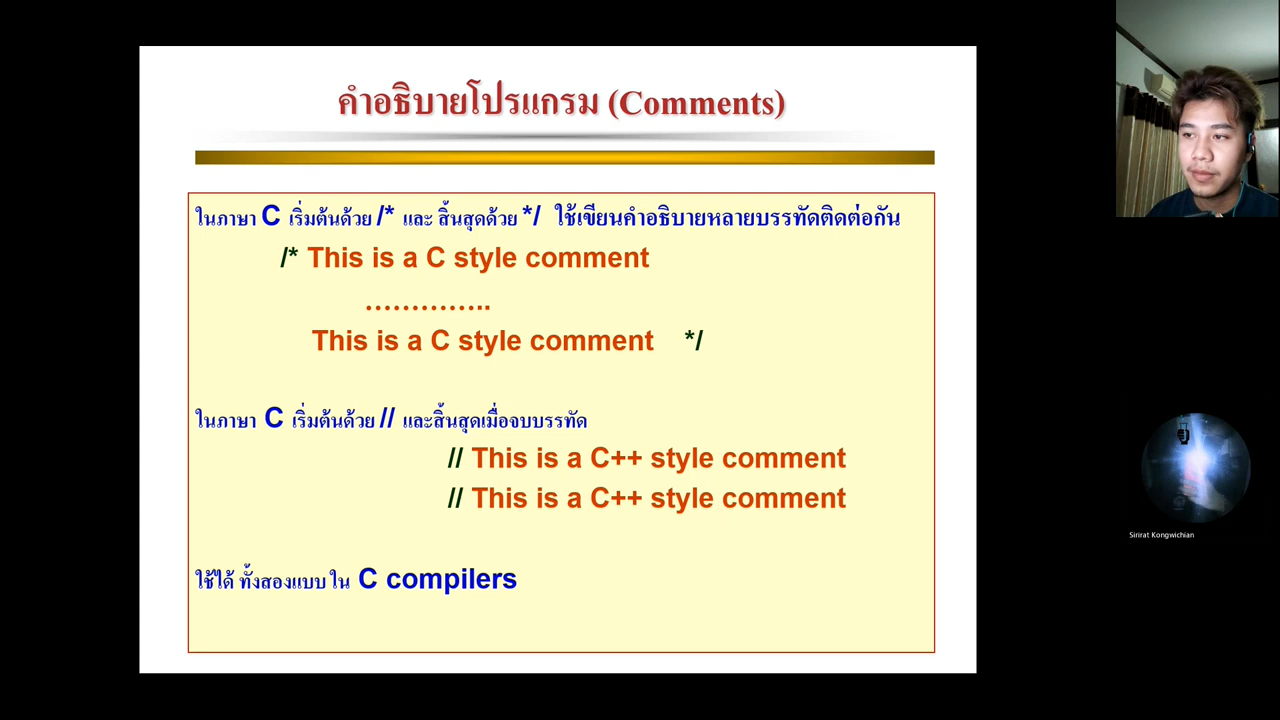 คำอธิบายโปรแกรม (Comments)
ในภาษา C เริ่มต้นด้วย /* และ สิ้นสุดด้วย */ ใช้เขียนคำอธิบายหลายบรรทัดติดต่อกัน
/* This is a C style comment
…………..
This is a C style comment */
ในภาษา C เริ่มต้นด้วย // และสิ้นสุดเมื่อจบบรรทัด
// This is a C++ style comment
// This is a C++ style comment
ใช้ได้ ทั้งสองแบบ ใน C compilers
Sirirat Kongwichian